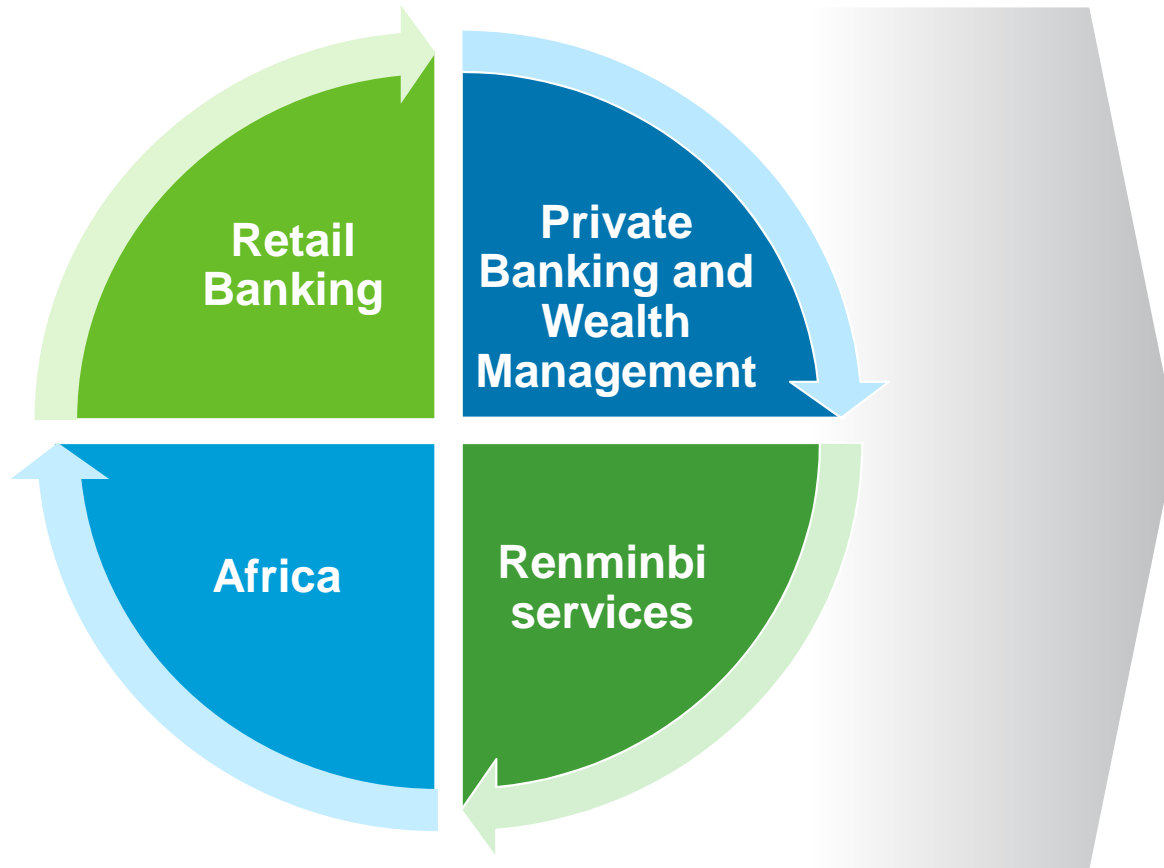 Retail
Banking
Private
Banking and
Wealth
Management
Africa
Renminbi
services